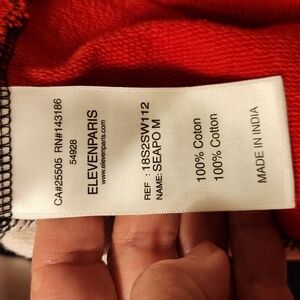 CA#25505 RN#143186
54928
ELEVENPARIS
www.elevenparis.com
REF : 18S2SW112
NAME: SEAPO M
100% Coton
100% Cotton
MADE IN INDIA